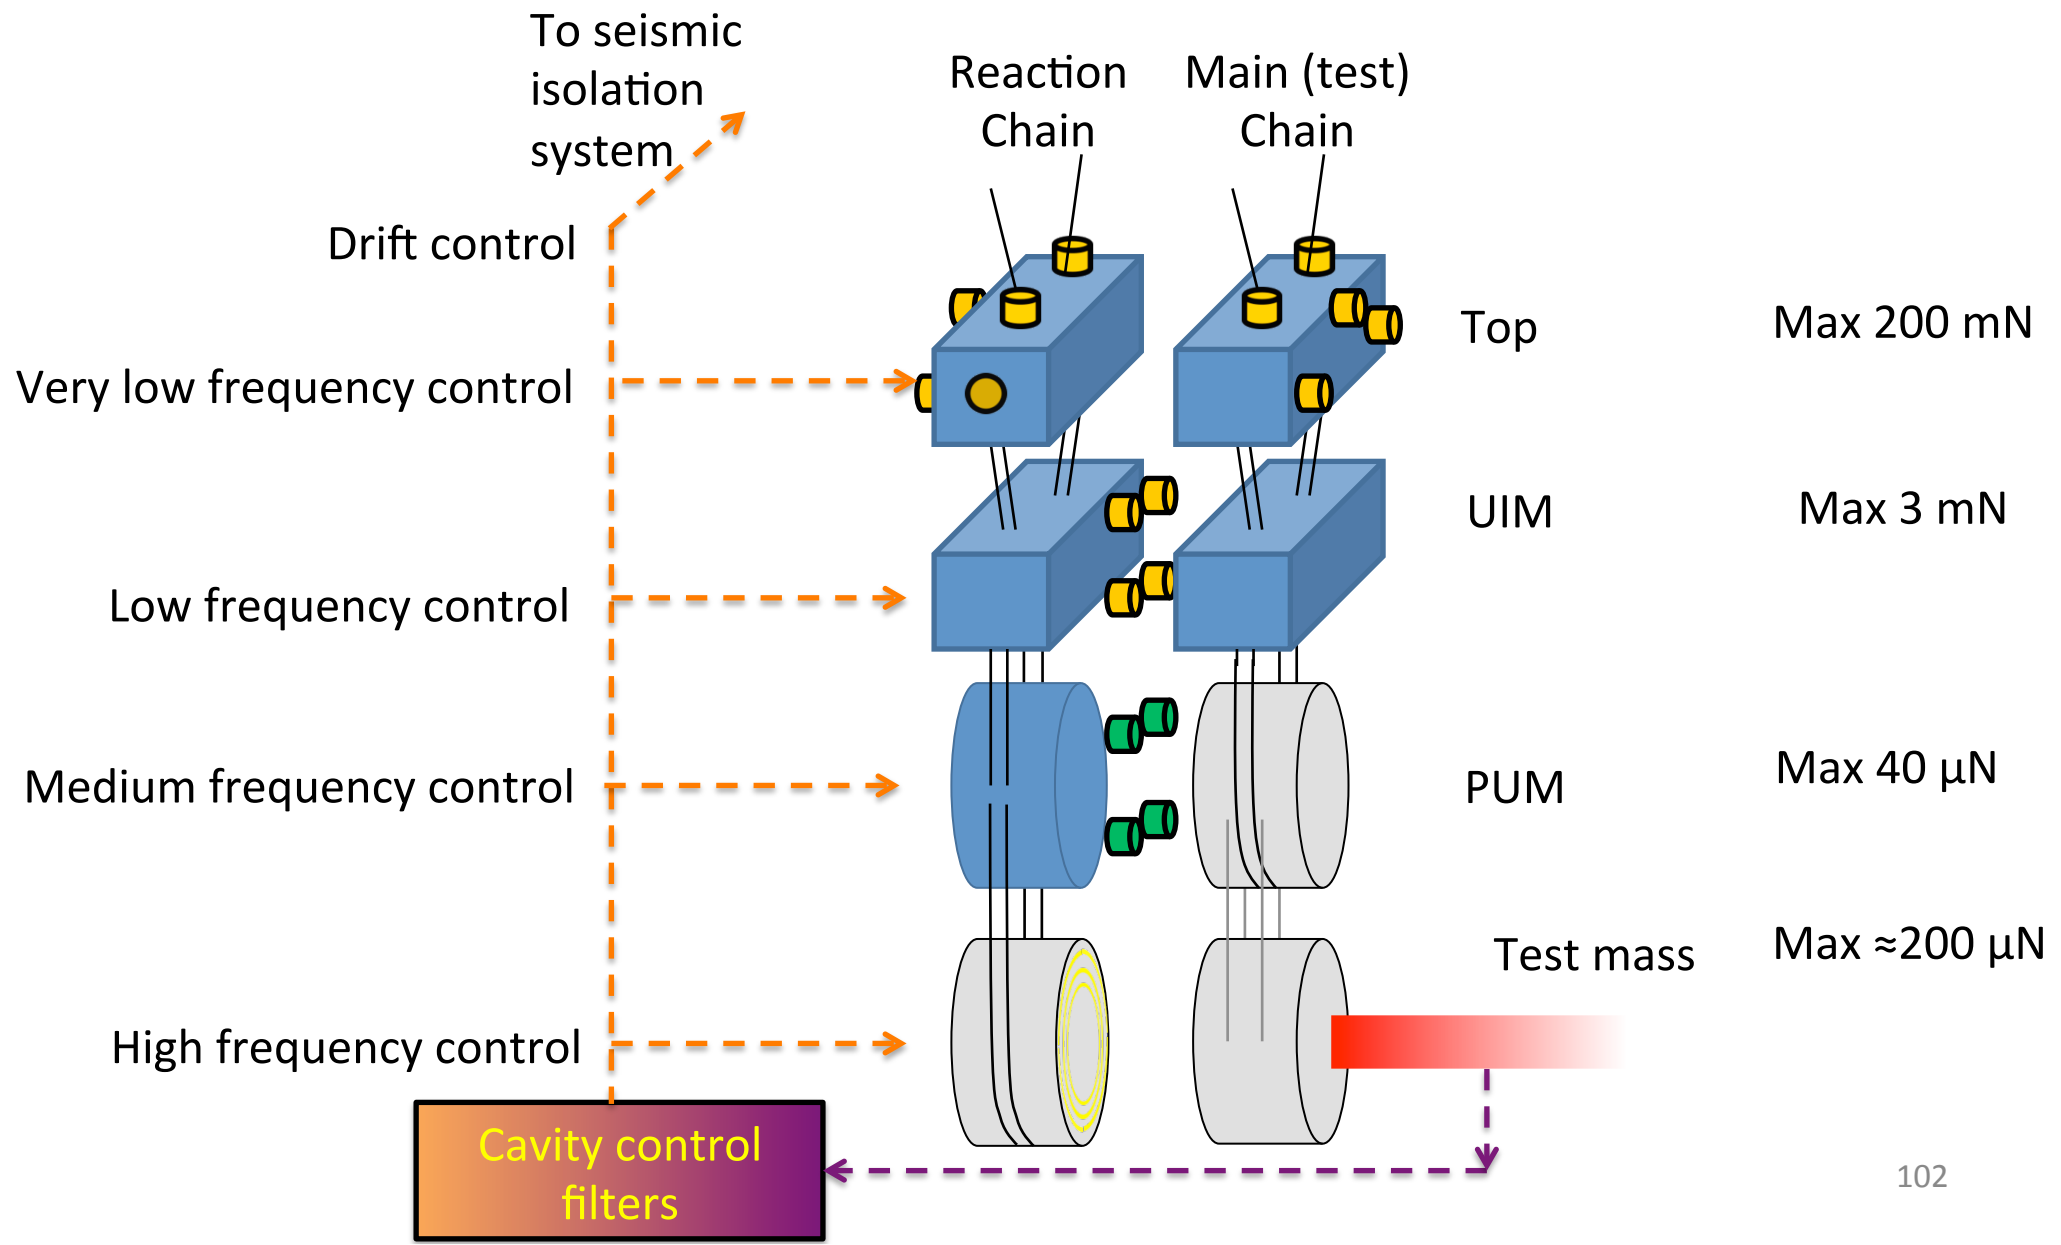 To seismic
isolation
system
Reaction
Chain
Main (test)
Chain
Drift control
Top
Max 200 mN
Very low frequency control
UIM
Max 3 mN
Low frequency control
Medium frequency control
PUM
Max 40 µN
Test mass
Max ≈200 µN
High frequency control
Cavity control
filters
102